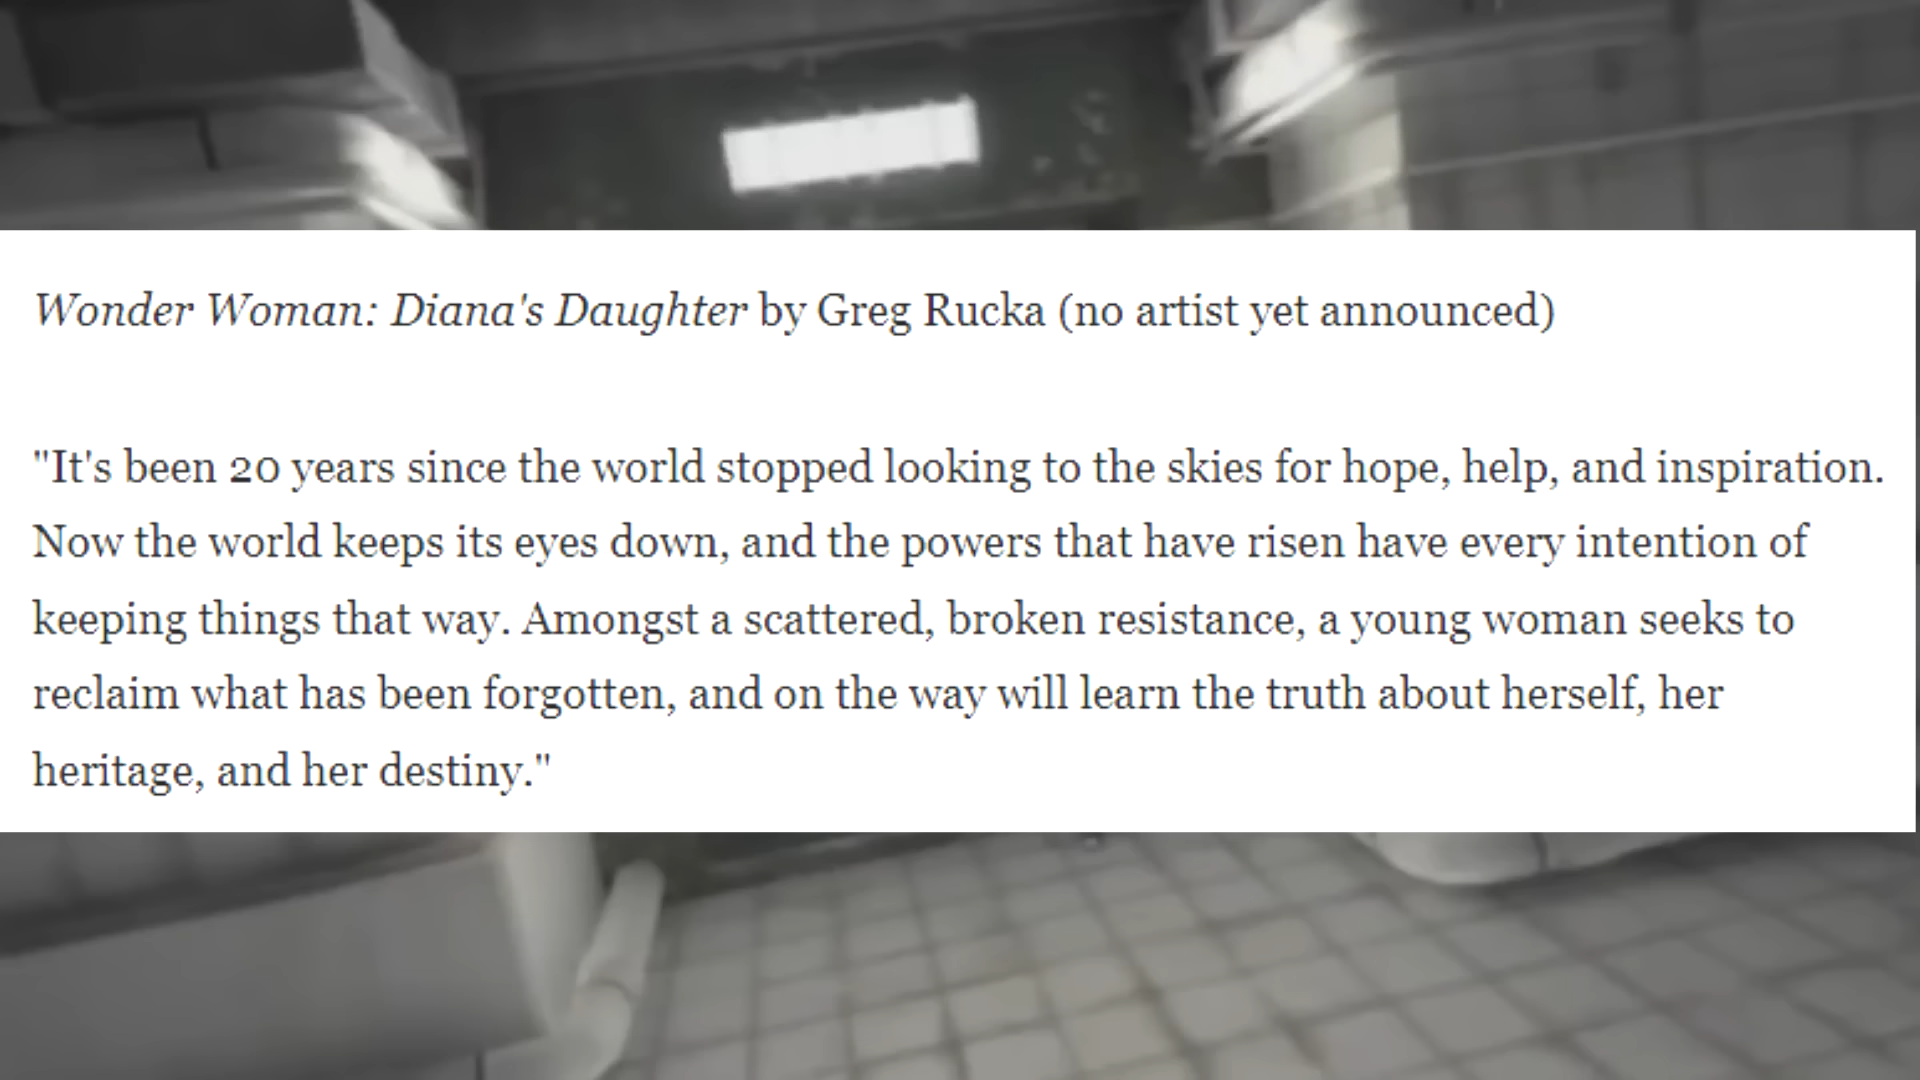 Wonder Woman: Diana's Daughter by Greg Rucka (no artist yet announced)
"It's been 20 years since the world stopped looking to the skies for hope, help, and inspiration.
Now the world keeps its eyes down, and the powers that have risen have every intention of
keeping things that way. Amongst a scattered, broken resistance, a young woman seeks to
reclaim what has been forgotten, and on the way will learn the truth about herself, her
heritage, and her destiny."